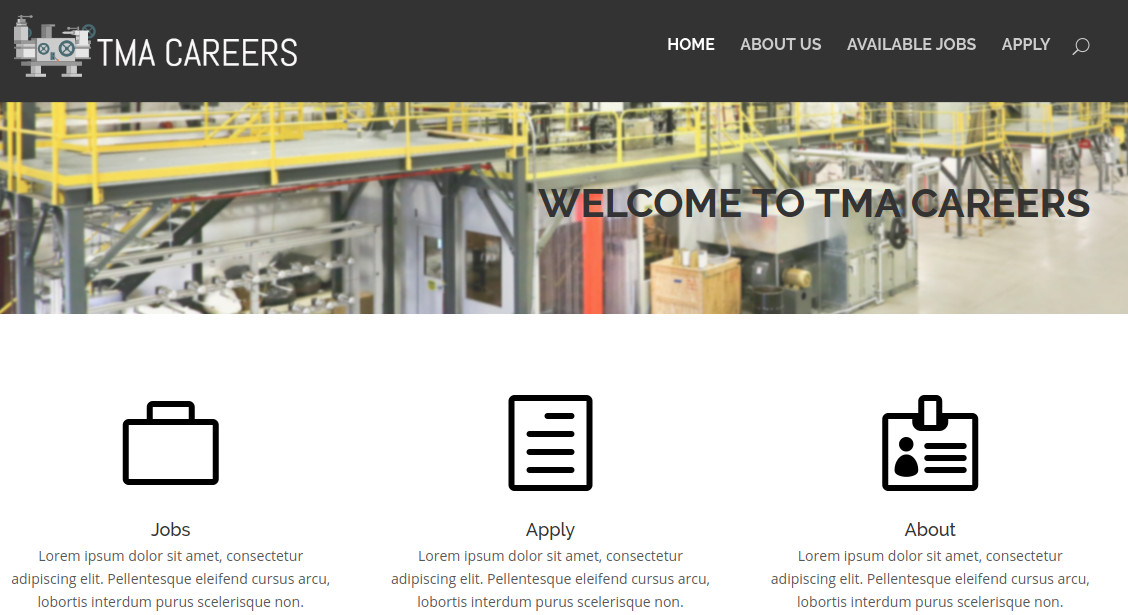 TMA CAREERS
HOME ABOUT US AVAILABLE JOBS APPLY
WELCOME TO TMA CAREERS
Jobs
Lorem ipsum dolor sit amet, consectetur
adipiscing elit. Pellentesque eleifend cursus arcu,
lobortis interdum purus scelerisque non.
Apply
Lorem ipsum dolor sit amet, consectetur
adipiscing elit. Pellentesque eleifend cursus arcu,
lobortis interdum purus scelerisque non.
About
Lorem ipsum dolor sit amet, consectetur
adipiscing elit. Pellentesque eleifend cursus arcu,
lobortis interdum purus scelerisque non.